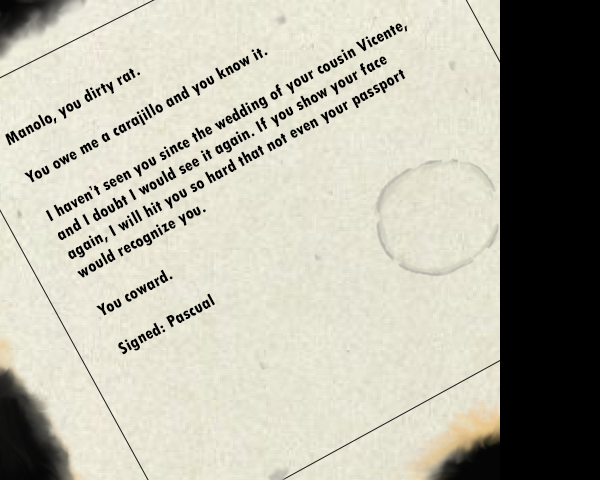 Manolo, you dirty rat.
You owe me a carajillo and you know it.
I haven't seen you since the wedding of your cousin Vicente,
and I doubt I would see it again. If you show your face
again, I will hit you so hard that not even your passport
would recognize you.
You coward.
Signed: Pascual